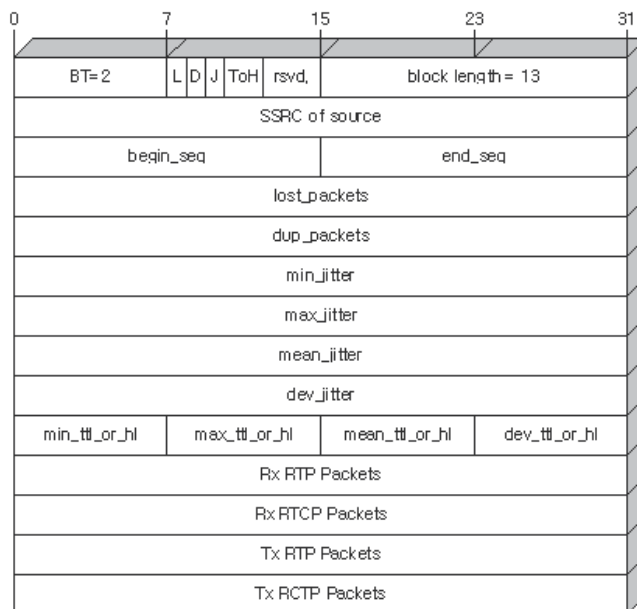 0 7 15 23 31
BT= 2 L D J ToH rsvd, block length = 13
SSRC of source
begin_seq end_seq
lost_packets
dup_packets
min_jitter
max_jitter
mean_jitter
dev_jitter
min_ttl_or_hl max_ttl_or_hl mean_ttl_or_hl dev_ttl_or_hl
Rx RTP Packets
Rx RTCP Packets
Tx RTP Packets
Tx RCTP Packets